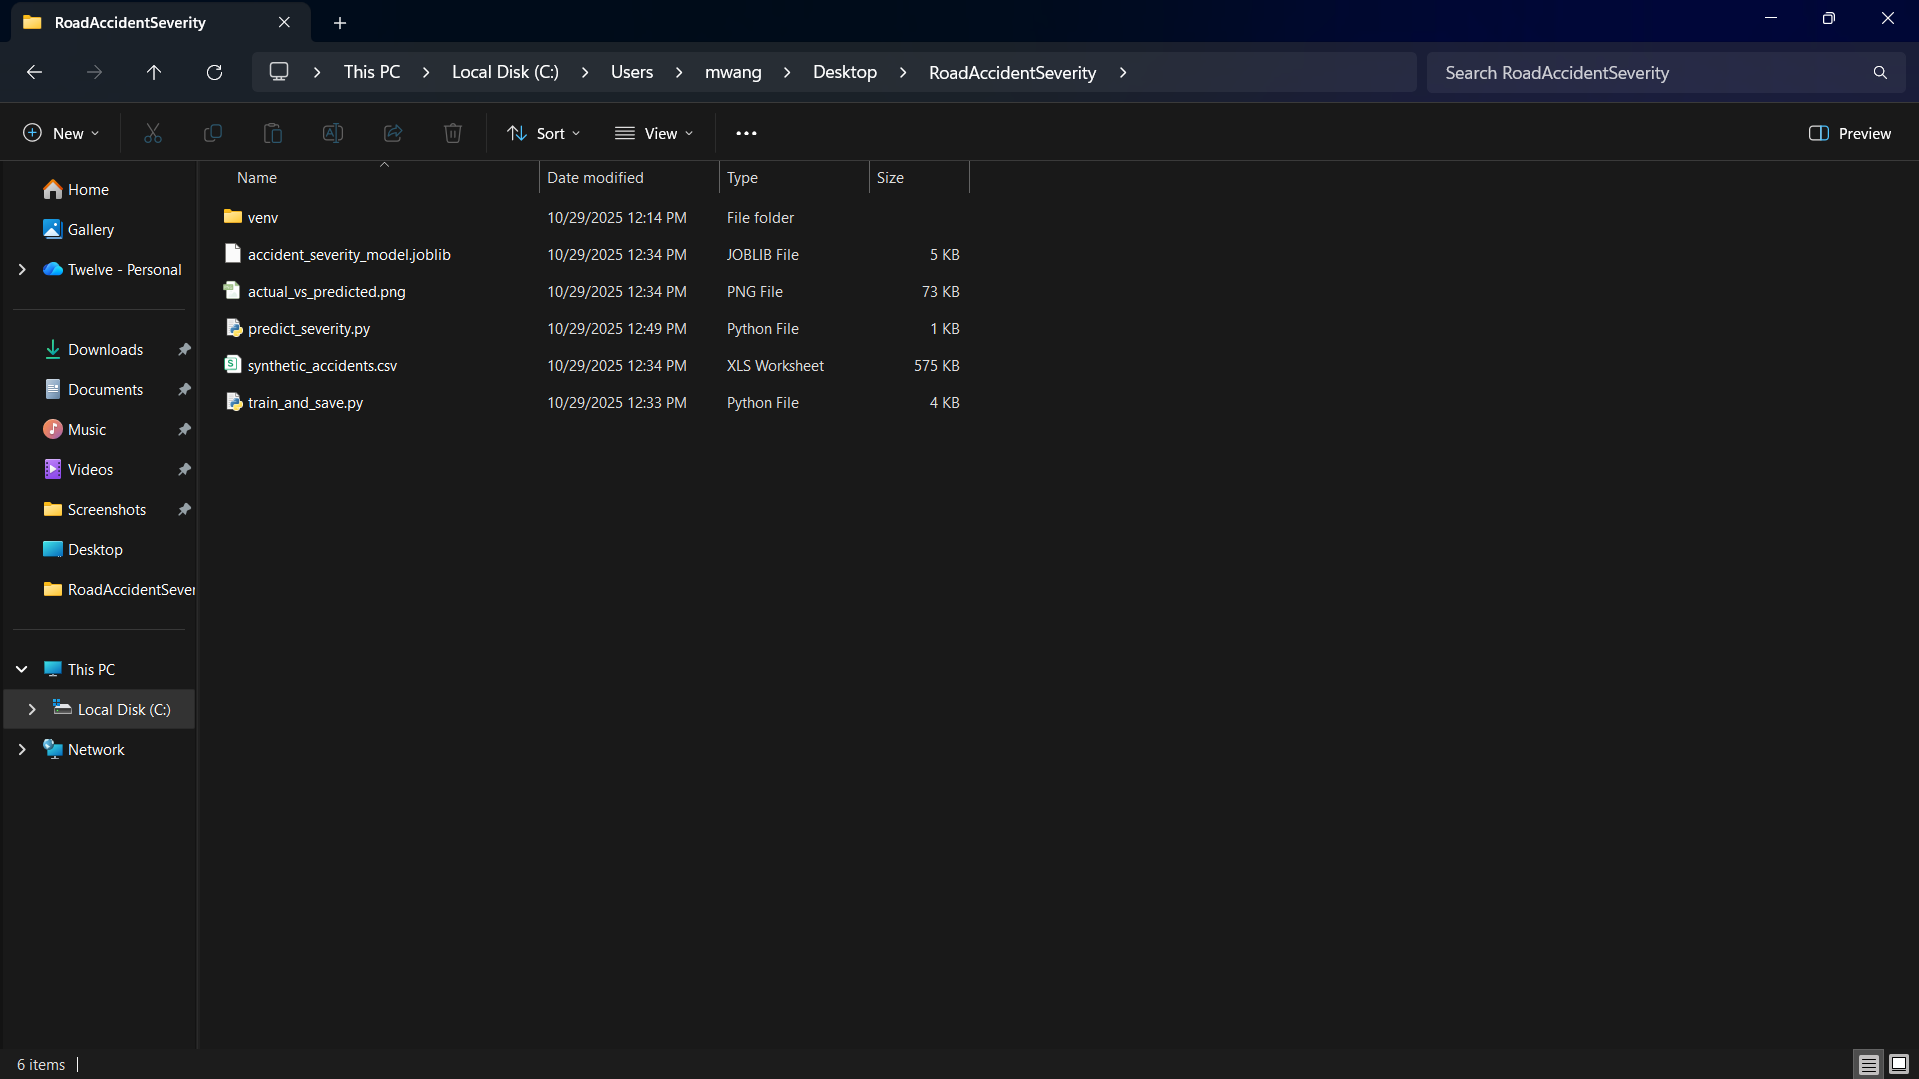 RoadAccidentSeverity
This PC > Local Disk (C:) > Users > mwang > Desktop > RoadAccidentSeverity >
Search RoadAccidentSeverity
New
Sort
View
Preview
Name Date modified Type Size
Home
Gallery
Twelve - Personal
Downloads
Documents
Music
Videos
Screenshots
Desktop
RoadAccidentSever
This PC
Local Disk (C:)
Network
venv 10/29/2025 12:14 PM File folder
accident_severity_model.joblib 10/29/2025 12:34 PM JOBLIB File 5 KB
actual_vs_predicted.png 10/29/2025 12:34 PM PNG File 73 KB
predict_severity.py 10/29/2025 12:49 PM Python File 1 KB
synthetic_accidents.csv 10/29/2025 12:34 PM XLS Worksheet 575 KB
train_and_save.py 10/29/2025 12:33 PM Python File 4 KB
6 items